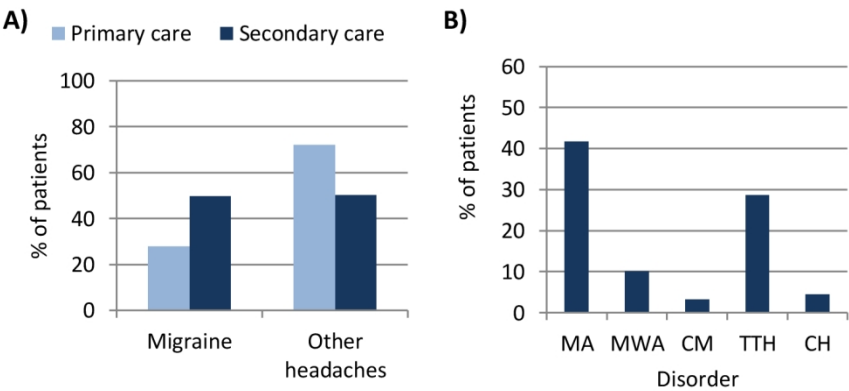 A)
Primary care Secondary care
% of patients
100
80
60
40
20
0
Migraine Other
headaches
B)
% of patients
60
50
40
30
20
10
0
MA MWA CM TTH CH
Disorder